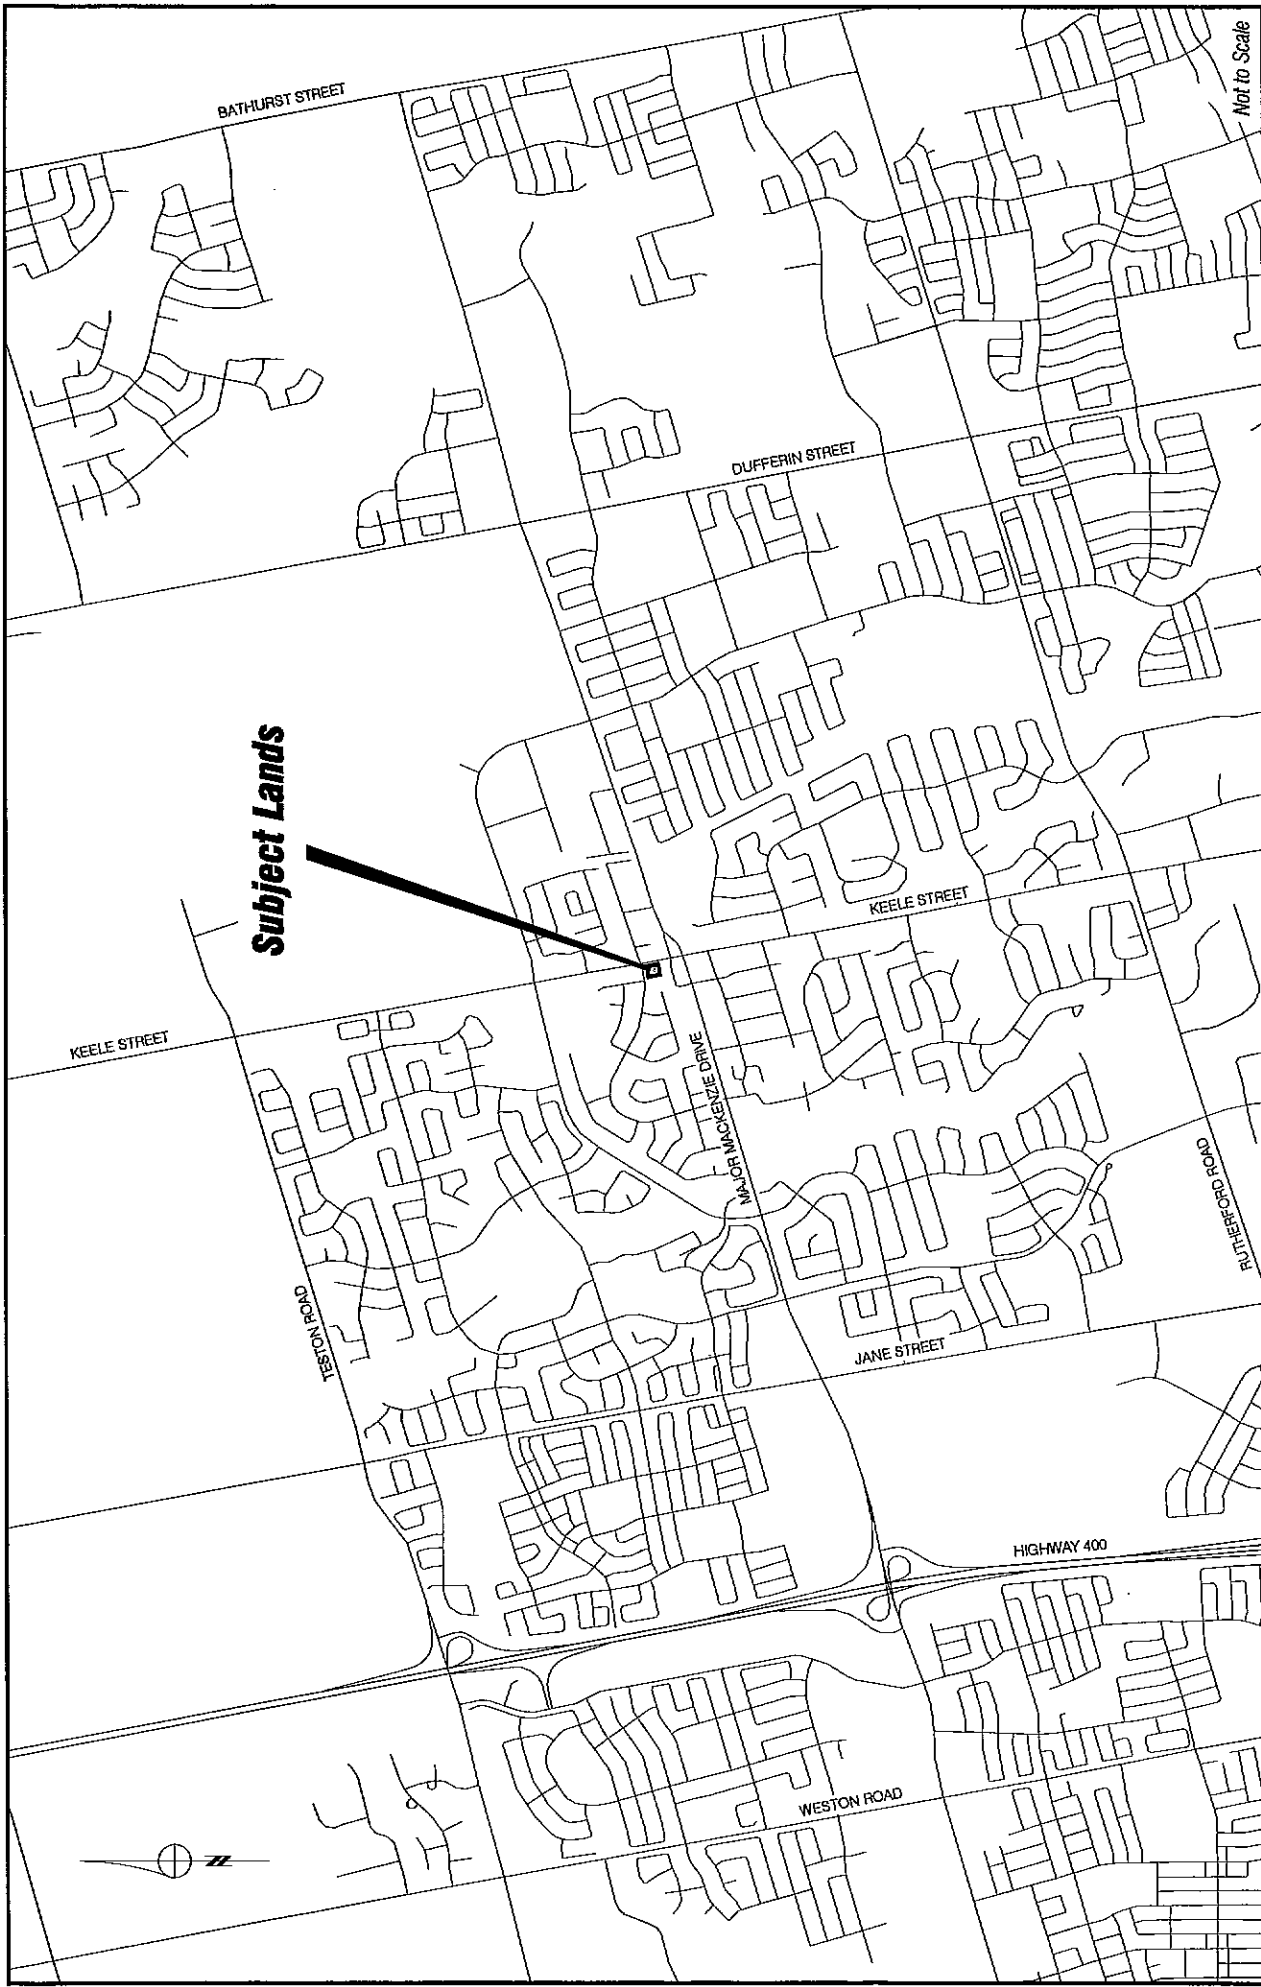 BATHURST STREET
Not to Scale
DUFFERIN STREET
Subject Lands
KEELE STREET
KEELE STREET
MAJOR MACKENZIE DRIVE
RUTHERFORD ROAD
TESTON ROAD
JANE STREET
HIGHWAY 400
WESTON ROAD
N